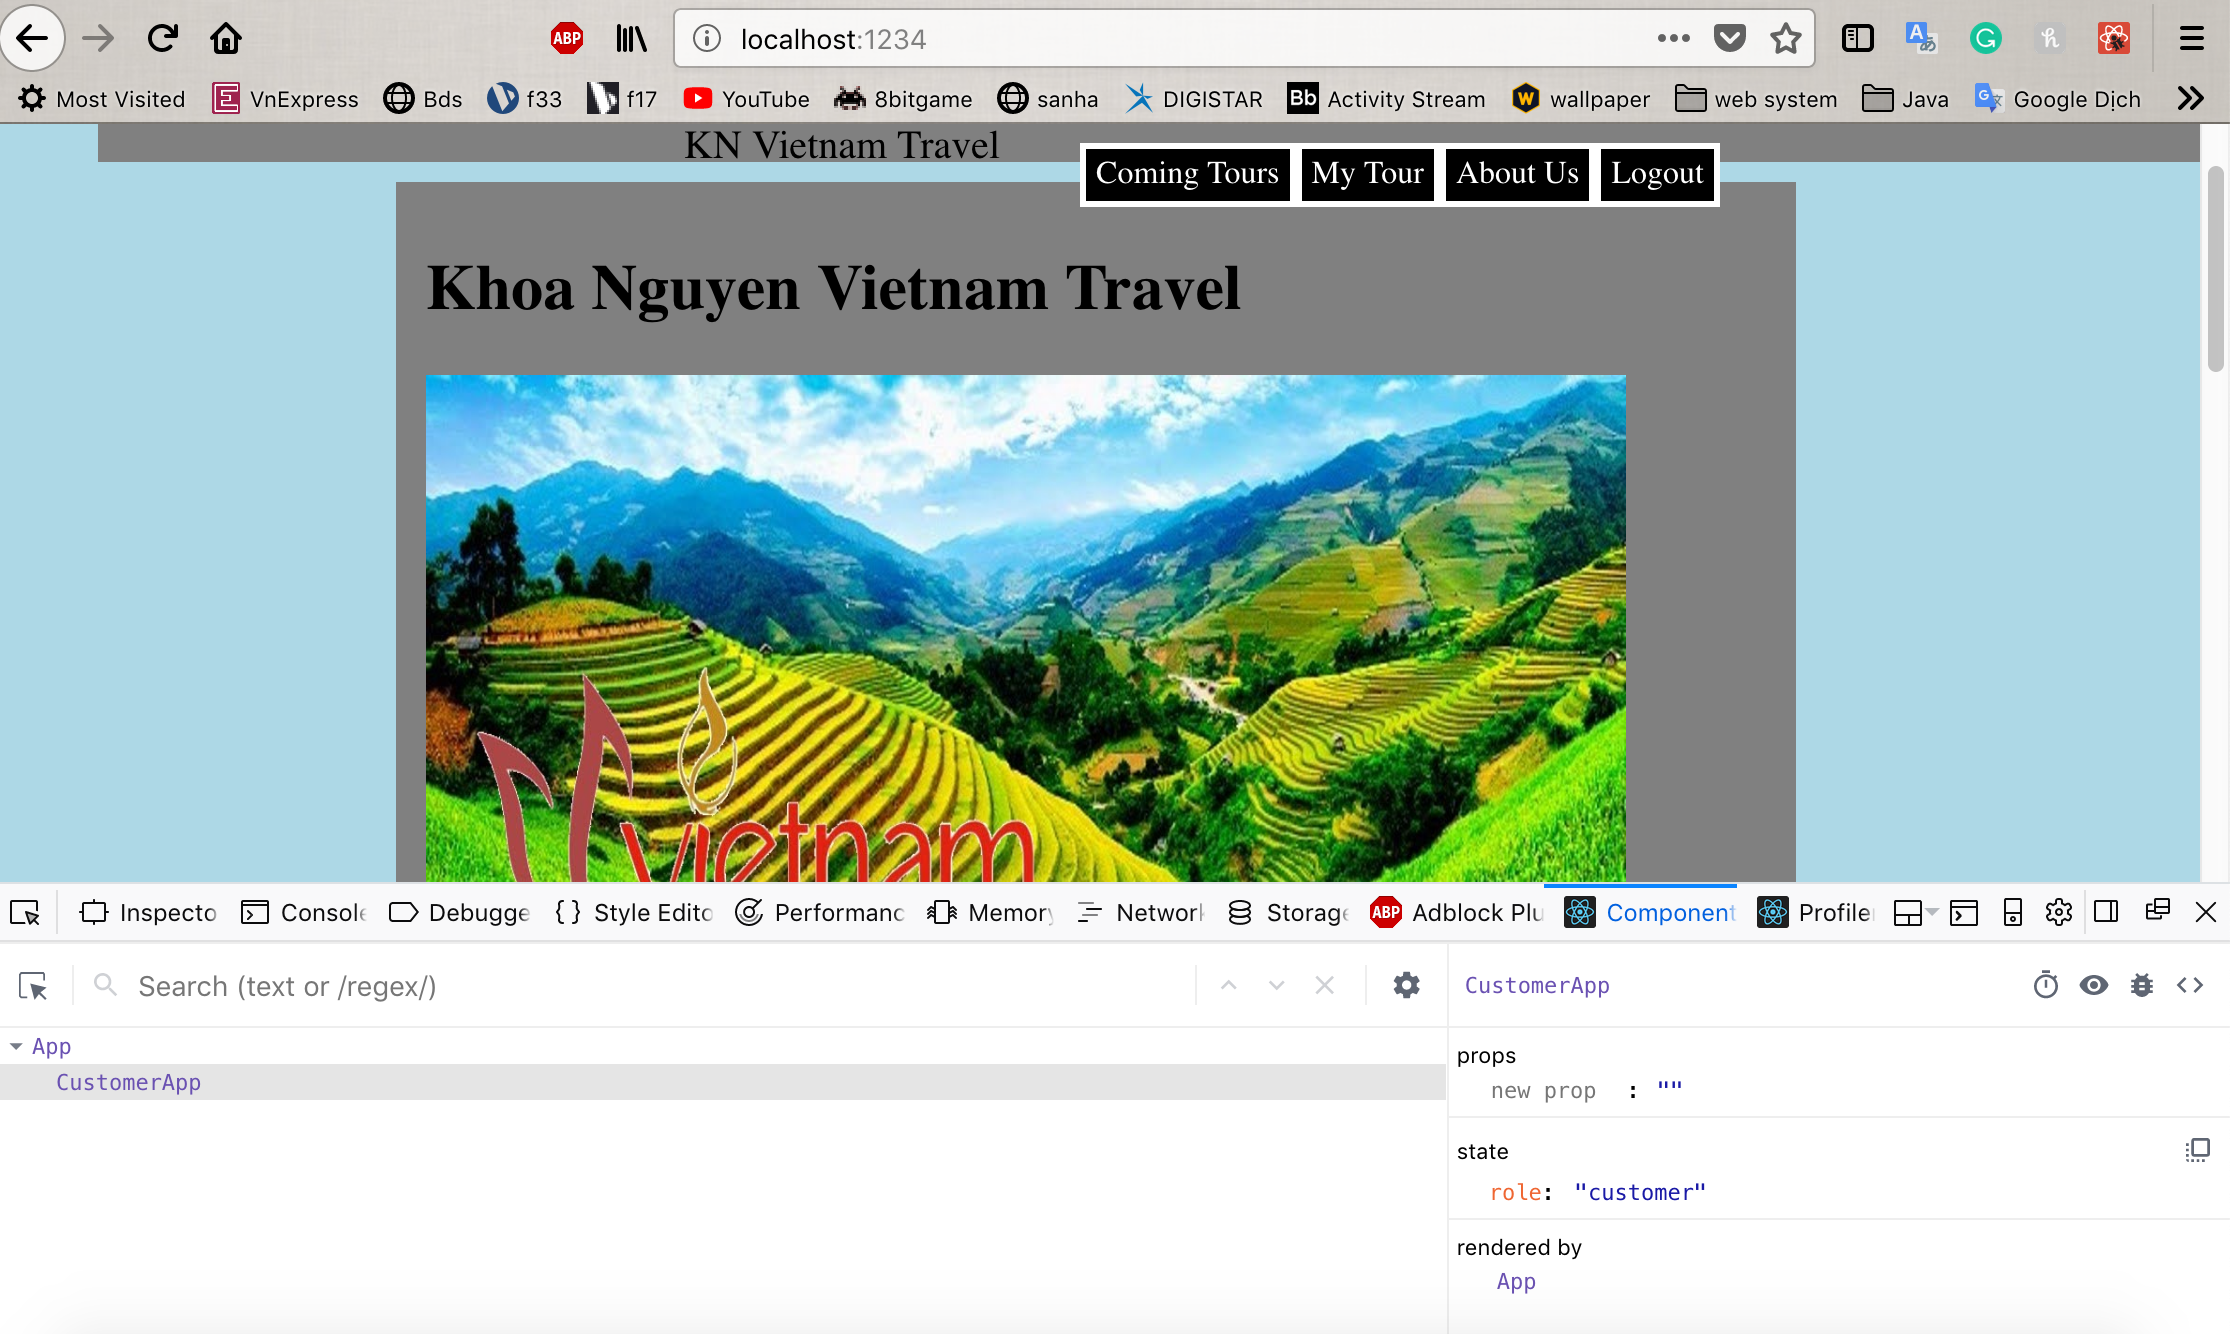 ABP localhost:1234
Most Visited VnExpress Bds f33 f17 YouTube 8bitgame sanha DIGISTAR Bb Activity Stream wallpaper web system Java Google Dịch
KN Vietnam Travel
Coming Tours My Tour About Us Logout
Khoa Nguyen Vietnam Travel
vietnam
Inspecto Console Debugge Style Edito Performanc Memory Network Storage ABP Adblock Plu Component Profile
Search (text or /regex/)
CustomerApp
App
CustomerApp
props
new prop : ""
state
role: "customer"
rendered by
App